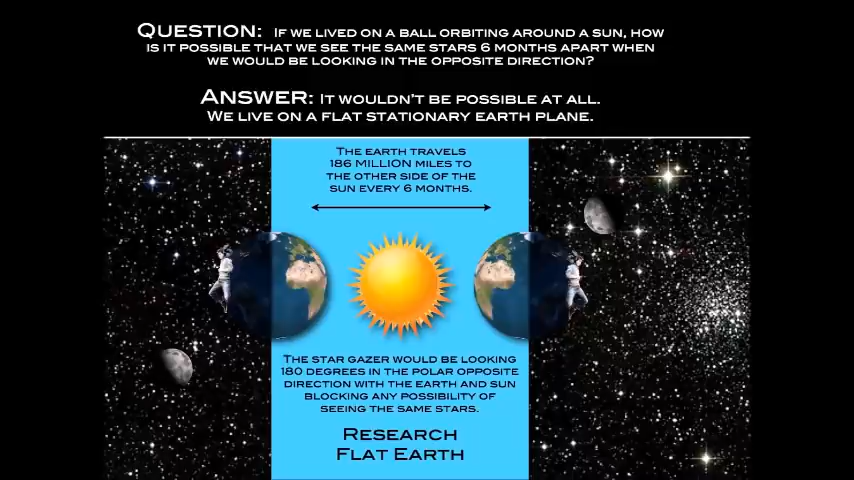 QUESTION: IF WE LIVED ON A BALL ORBITING AROUND A SUN, HOW
IS IT POSSIBLE THAT WE SEE THE SAME STARS 6 MONTHS APART WHEN
WE WOULD BE LOOKING IN THE OPPOSITE DIRECTION?
ANSWER: IT WOULDN'T BE POSSIBLE AT ALL.
WE LIVE ON A FLAT STATIONARY EARTH PLANE.
THE EARTH TRAVELS
186 MILLION MILES TO
THE OTHER SIDE OF THE
SUN EVERY 6 MONTHS.
THE STAR GAZER WOULD BE LOOKING
180 DEGREES IN THE POLAR OPPOSITE
DIRECTION WITH THE EARTH AND SUN
BLOCKING ANY POSSIBILITY OF
SEEING THE SAME STARS.
RESEARCH
FLAT EARTH